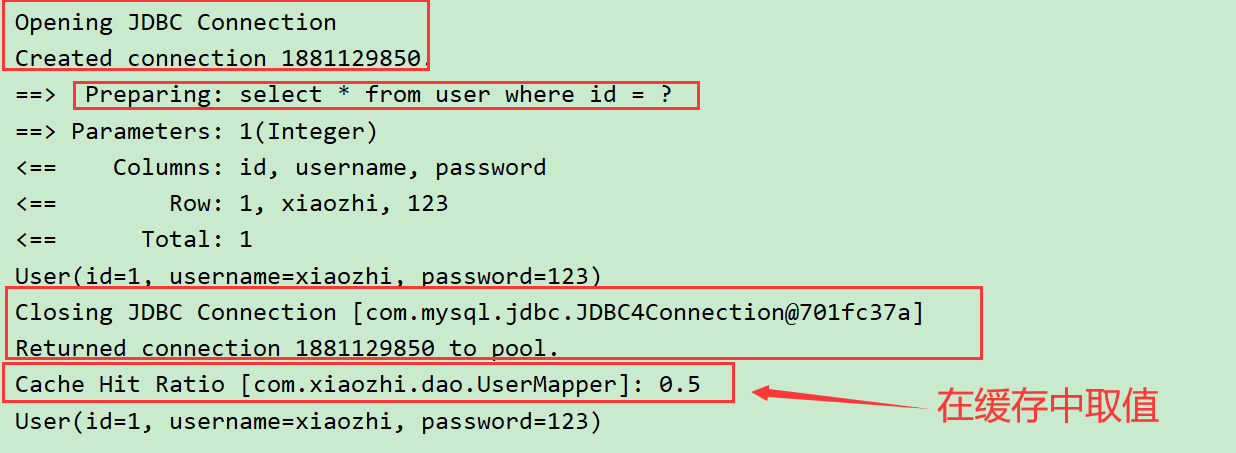 Opening JDBC Connection
Created connection 1881129850.
==>  Preparing: select * from user where id = ?
==> Parameters: 1(Integer)
<==    Columns: id, username, password
<==        Row: 1, xiaozhi, 123
<==      Total: 1
User(id=1, username=xiaozhi, password=123)
Closing JDBC Connection [com.mysql.jdbc.JDBC4Connection@701fc37a]
Returned connection 1881129850 to pool.
Cache Hit Ratio [com.xiaozhi.dao.UserMapper]: 0.5
在缓存中取值
User(id=1, username=xiaozhi, password=123)